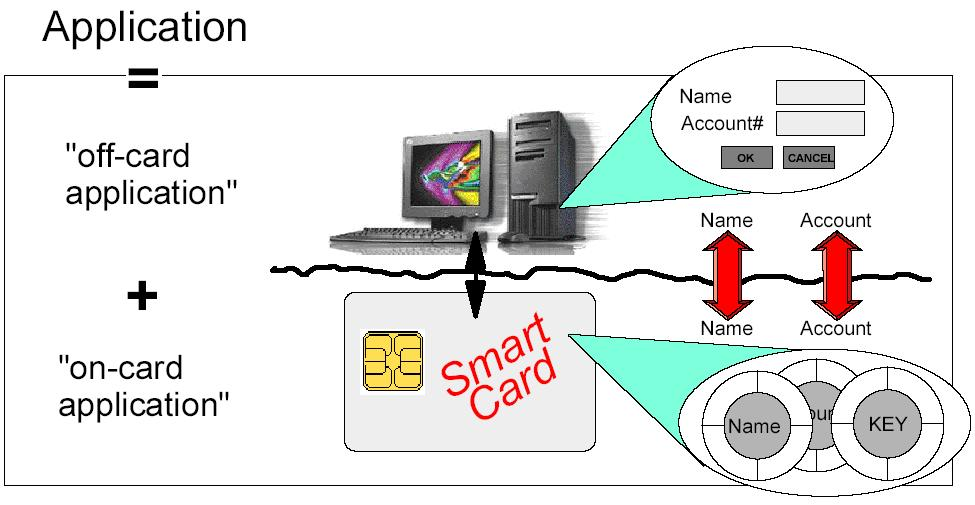 Application
=
"off-card
application"
+
"on-card
application"
Name
Account#
OK
CANCEL
Name Account
Name Account
Smart
Card
Name
KEY